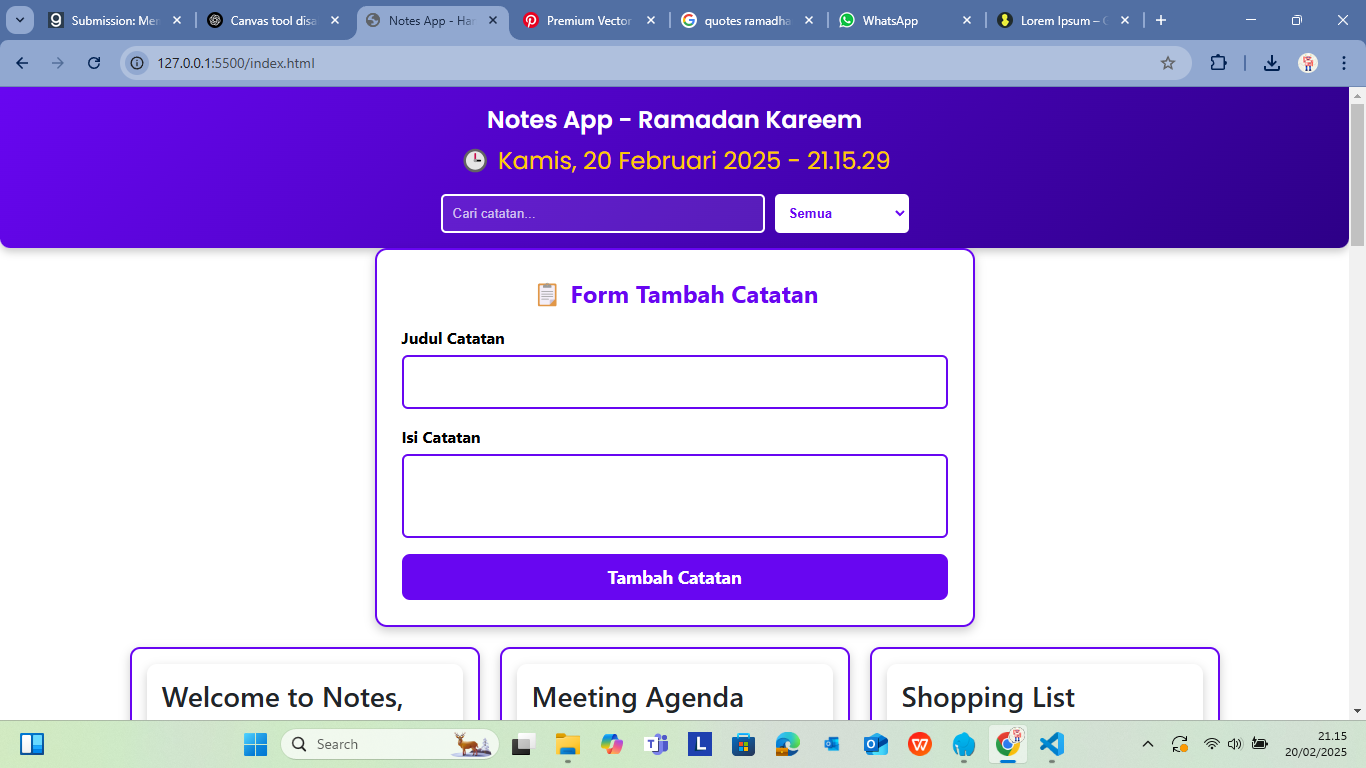 Submission: Mer
Canvas tool disa
Notes App - Har
Premium Vector
quotes ramadha
WhatsApp
Lorem Ipsum – 
127.0.0.1:5500/index.html
Notes App - Ramadan Kareem
Kamis, 20 Februari 2025 - 21.15.29
Cari catatan...
Semua
Form Tambah Catatan
Judul Catatan
Isi Catatan
Tambah Catatan
Welcome to Notes,
Meeting Agenda
Shopping List
Search
21.15
20/02/2025